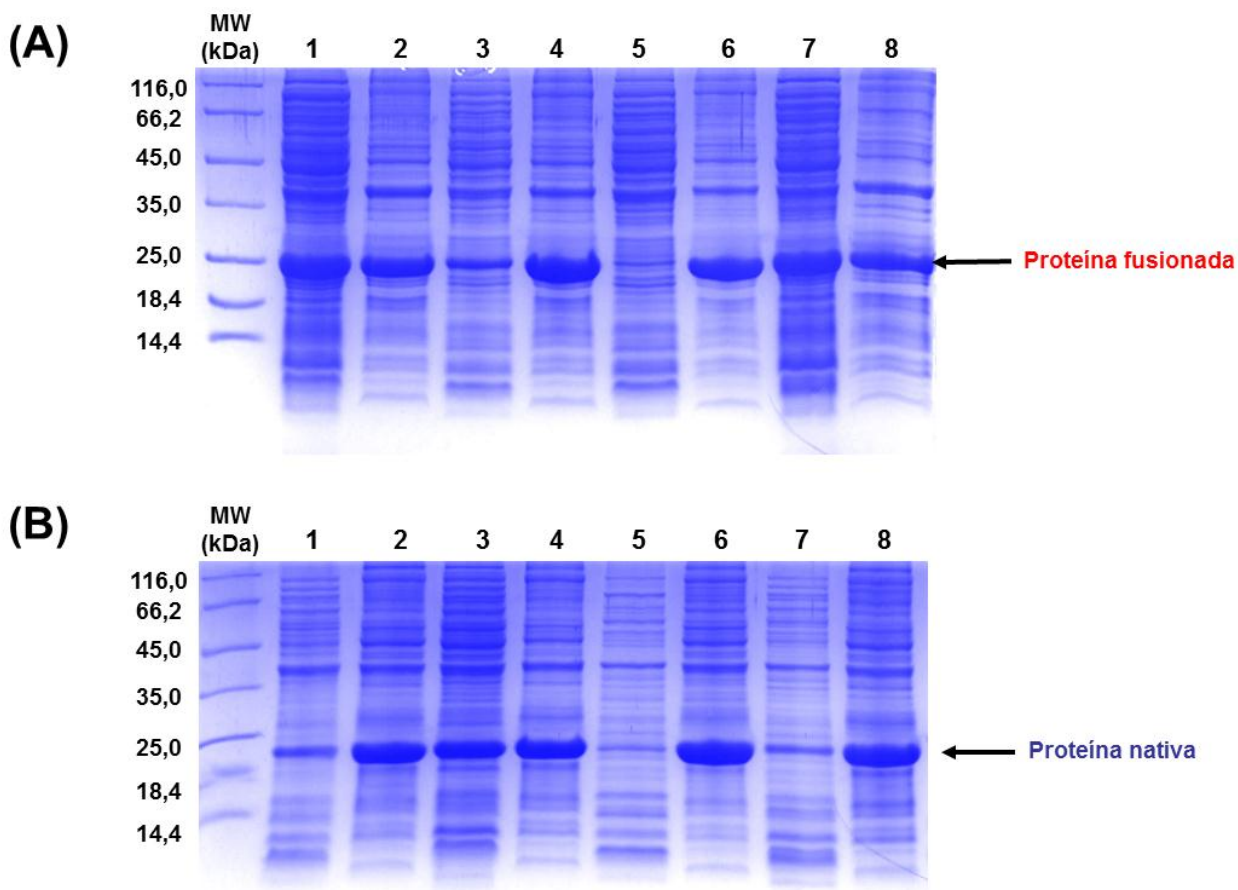 (A)
MW
(kDa) 1 2 3 4 5 6 7 8
116,0
66,2
45,0
35,0
25,0
18,4
14,4
Proteína fusionada
(B)
MW
(kDa) 1 2 3 4 5 6 7 8
116,0
66,2
45,0
35,0
25,0
18,4
14,4
Proteína nativa